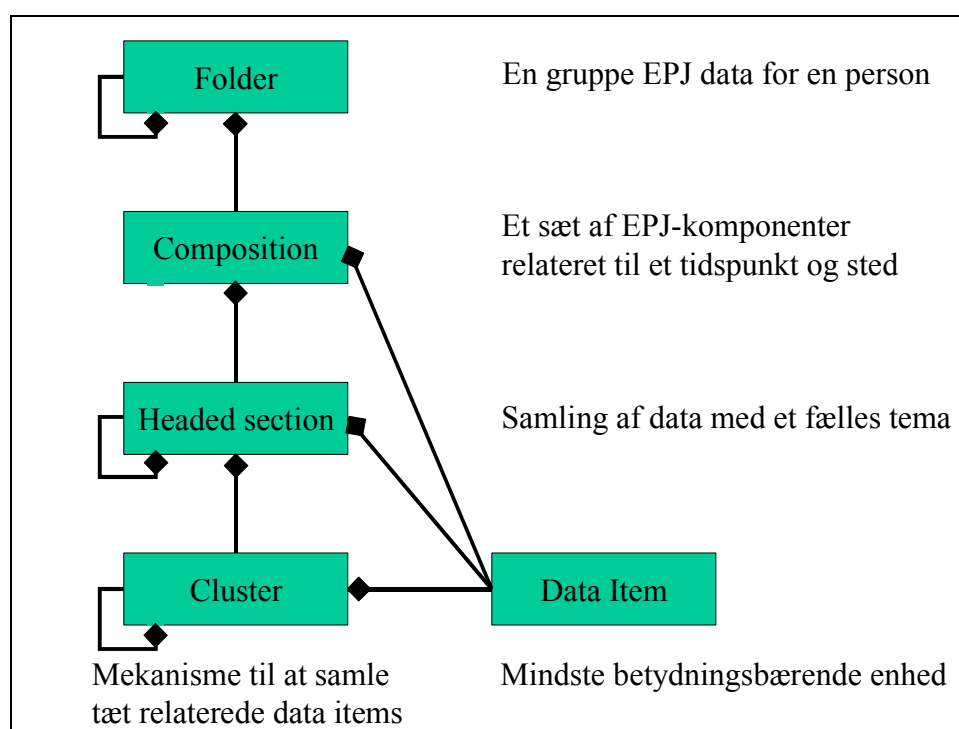 Folder
En gruppe EPJ data for en person
Composition
Et sæt af EPJ-komponenter
relateret til et tidspunkt og sted
Headed section
Samling af data med et fælles tema
Cluster
Data Item
Mekanisme til at samle
tæt relaterede data items
Mindste betydningsbærende enhed